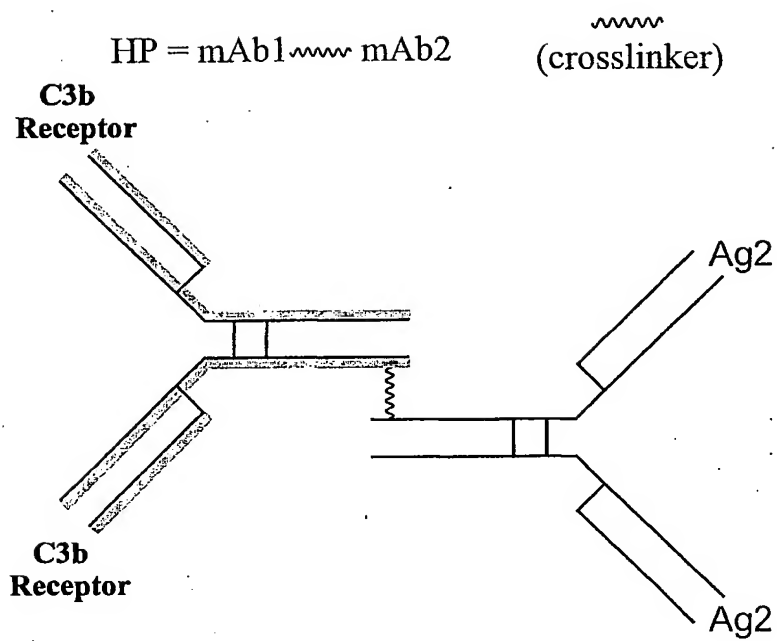 HP = mAb1 mAb2
(crosslinker)
C3b
Receptor
Ag2
C3b
Receptor
Ag2